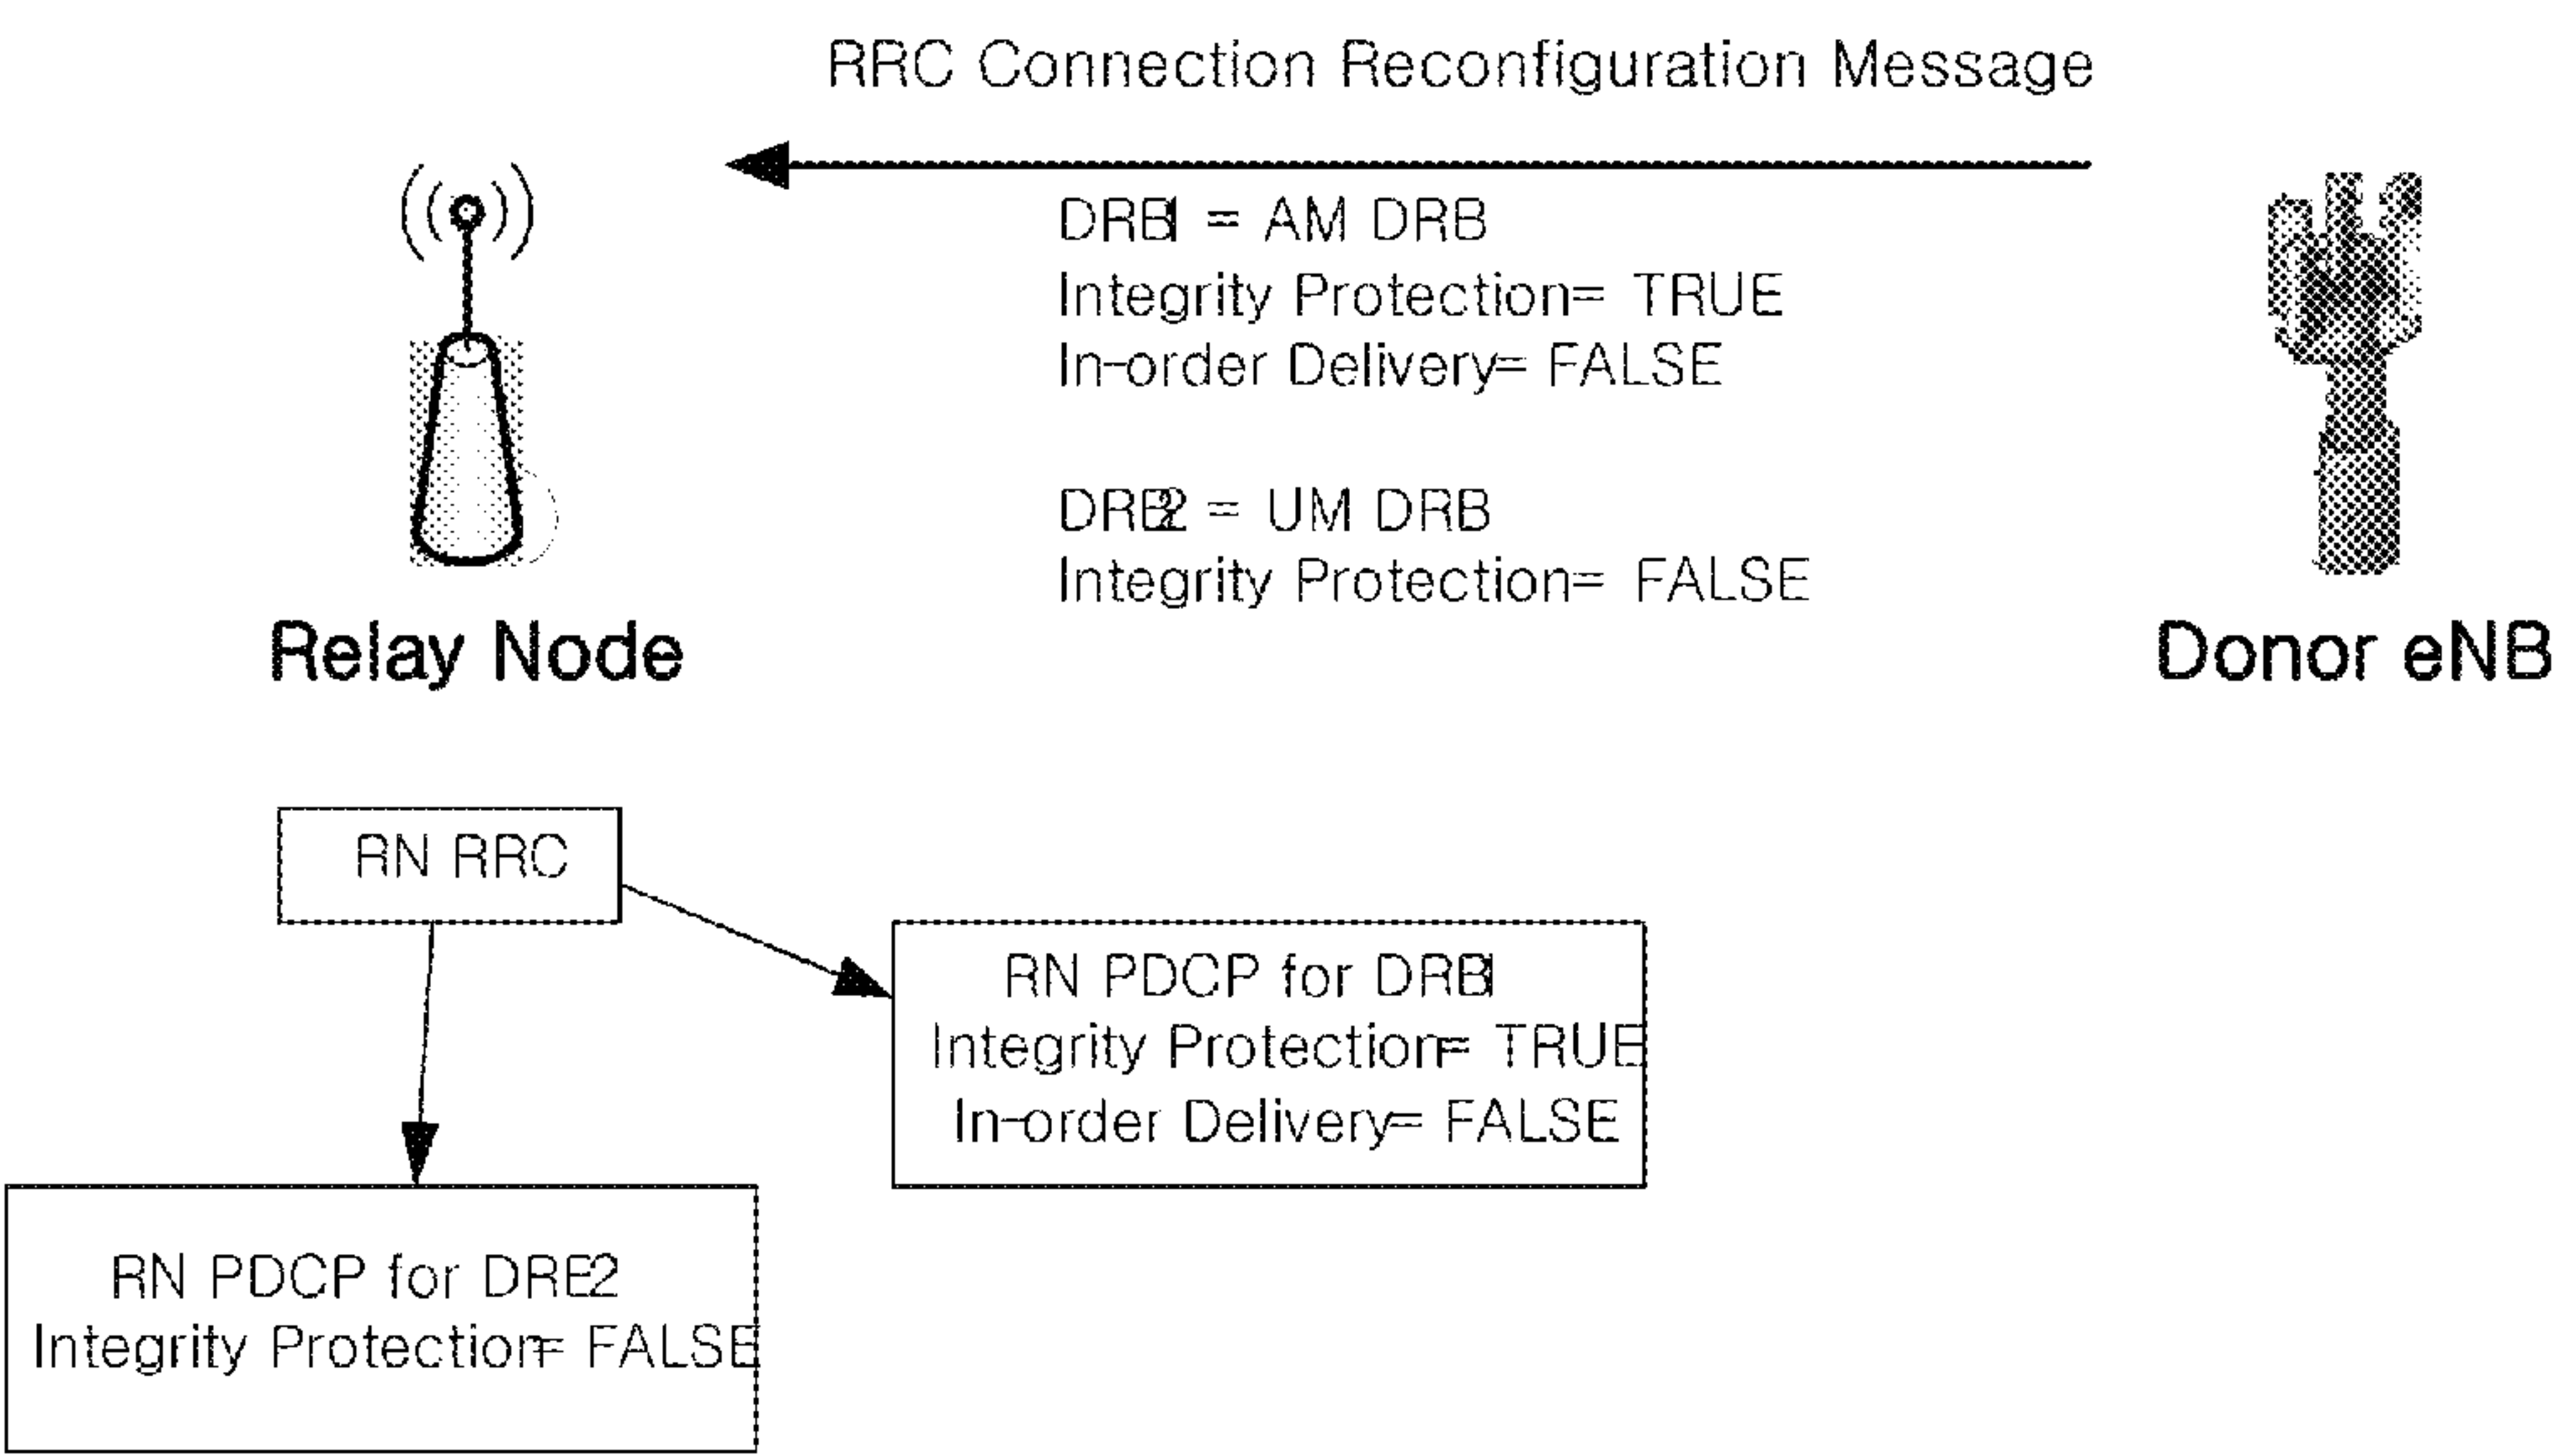 RRC Connection Reconfiguration Message
DRB1 = AM DRB
Integrity Protection= TRUE
In-order Delivery= FALSE
DRB2 = UM DRB
Integrity Protection= FALSE
Relay Node
Donor eNB
RN RRC
RN PDCP for DRB1
Integrity Protection= TRUE
In-order Delivery= FALSE
RN PDCP for DRB2
Integrity Protection= FALSE